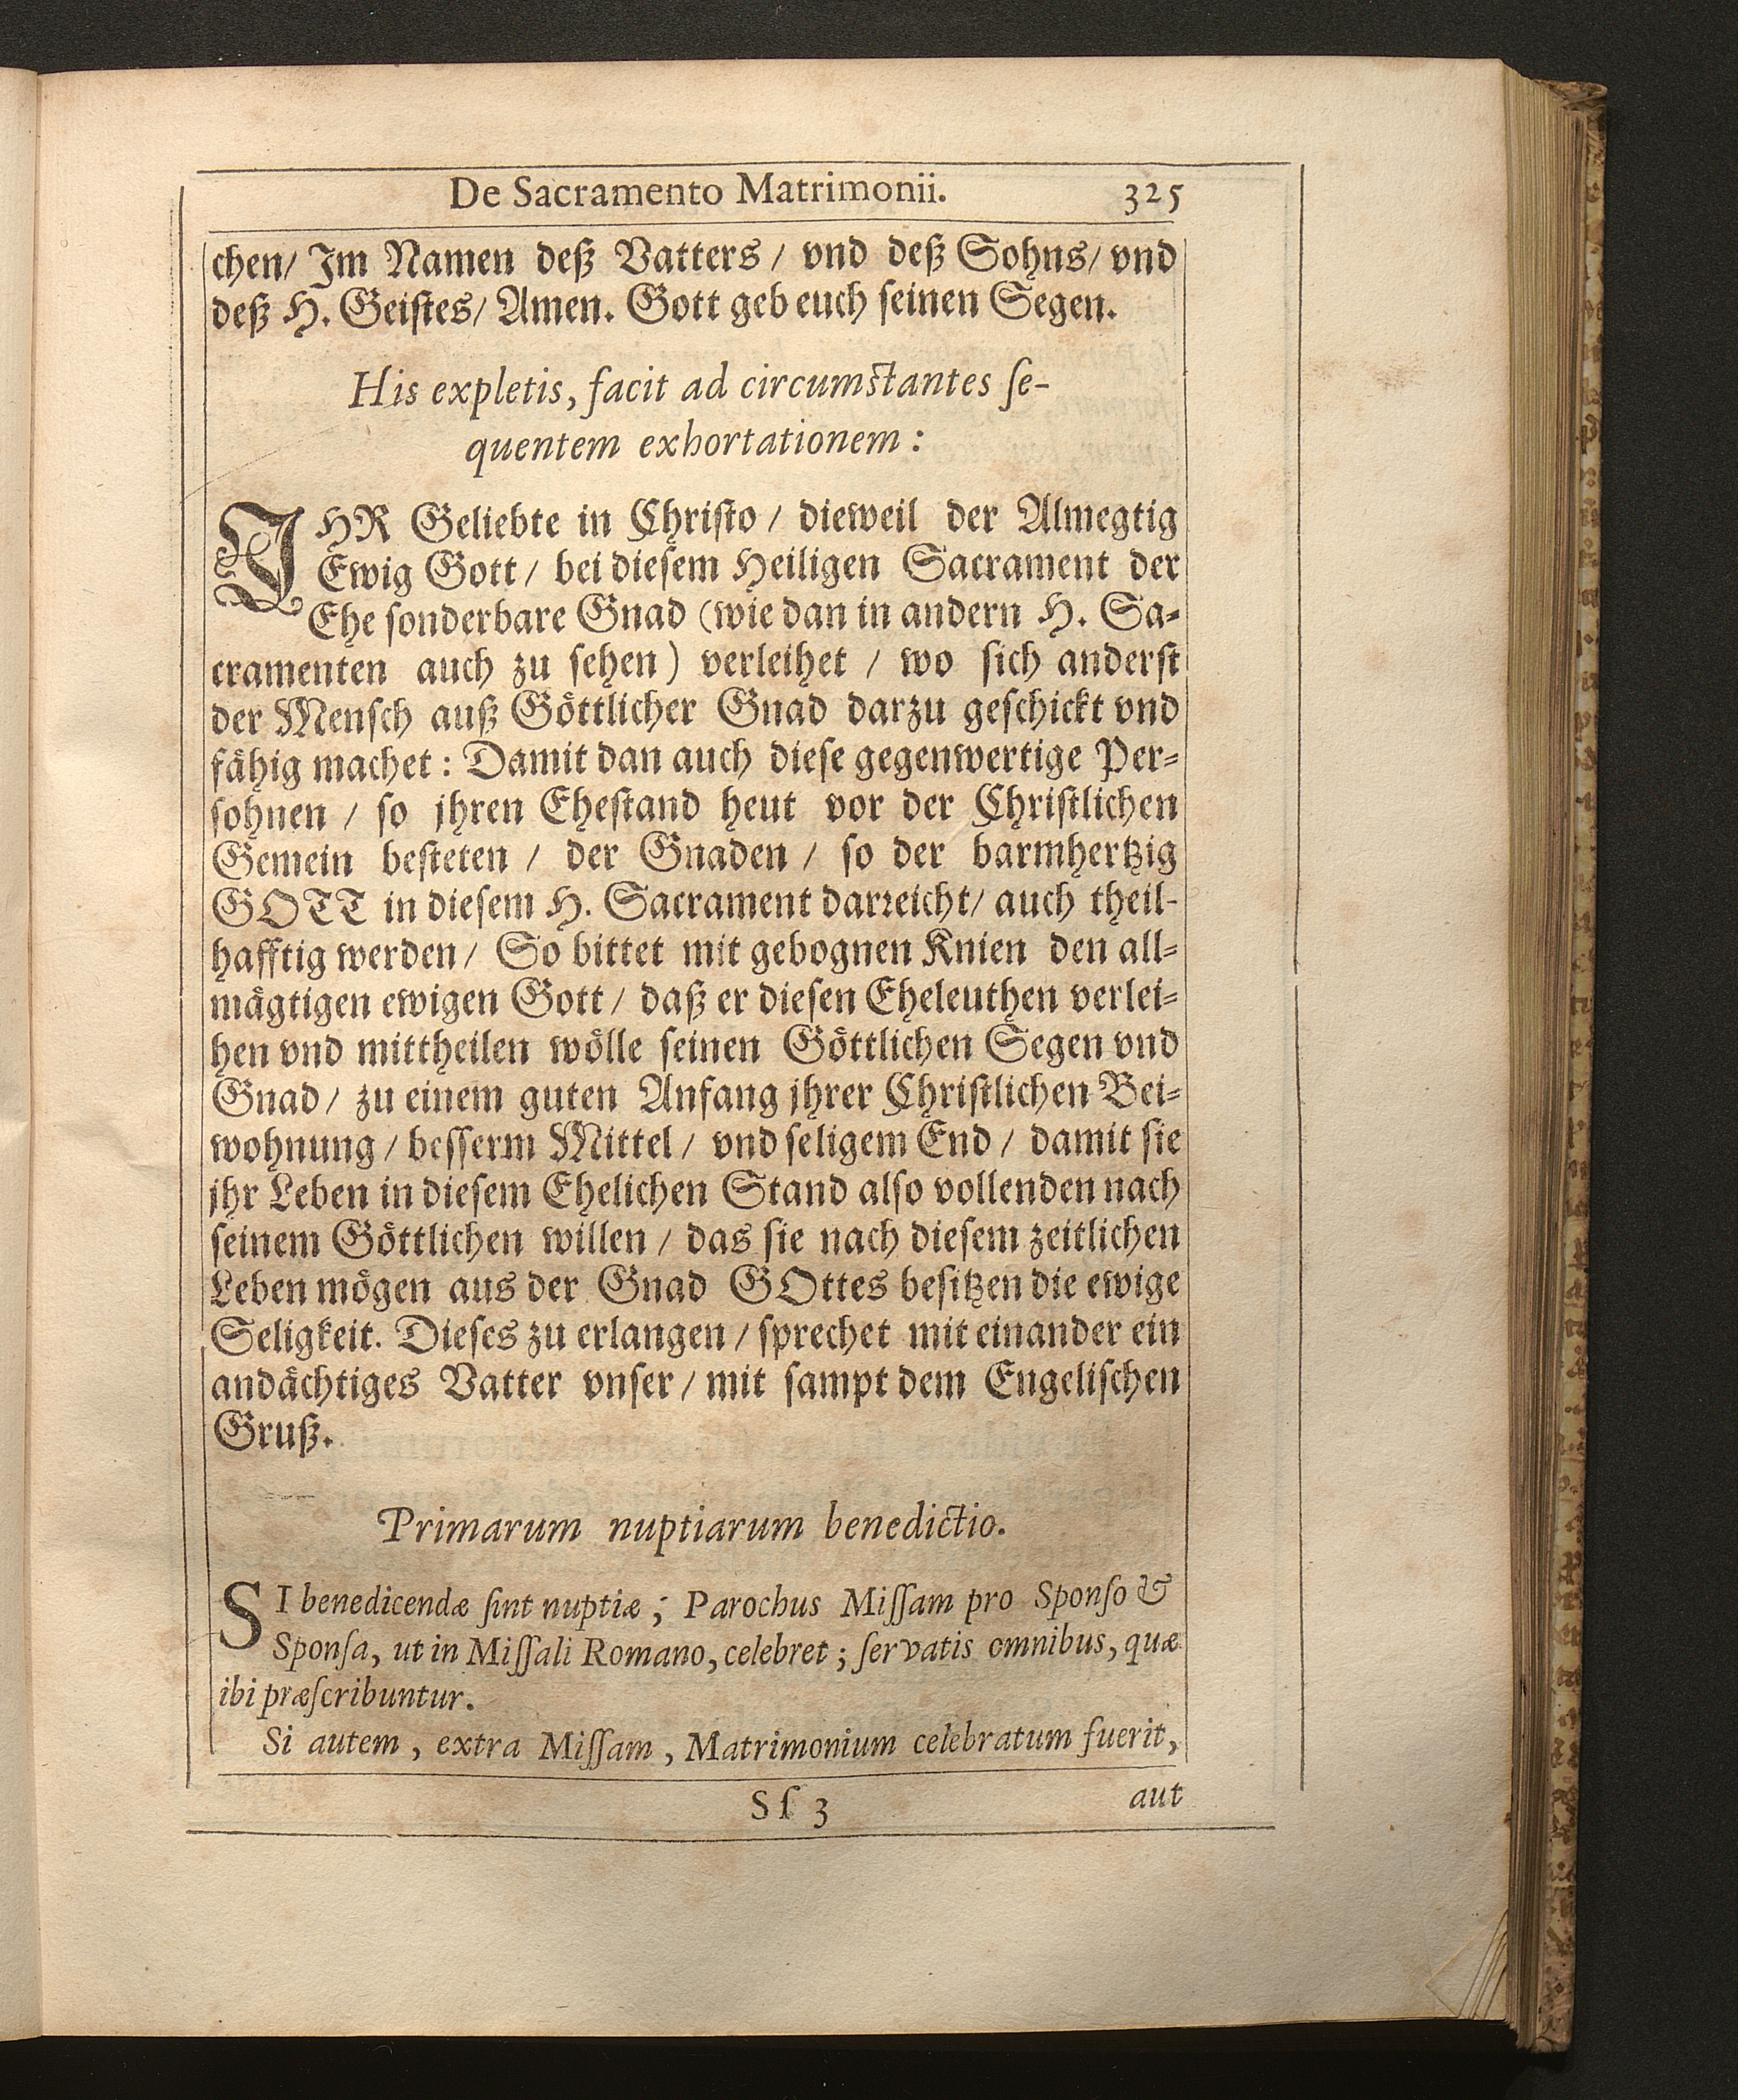 De Sacramento Matrimonii. 325
chen/ Im Namen deß Vatters / vnd deß Sohns/ vnd
deß H. Geiſtes/ Amen. Gott geb euch ſeinen Segen.
His expletis, facit ad circumſtantes ſe-
quentem exhortationem :
IHR Geliebte in Chriſto / dieweil der Almegtig
Ewig Gott / bei dieſem Heiligen Sacrament der
Ehe ſonderbare Gnad (wie dan in andern H. Sa-
cramenten auch zu ſehen) verleihet / wo ſich anderſt
der Menſch auß Göttlicher Gnad darzu geſchickt vnd
fähig machet : Damit dan auch dieſe gegenwertige Per-
ſohnen / ſo jhren Eheſtand heut vor der Chriſtlichen
Gemein beſteten / der Gnaden / ſo der barmhertzig
GOTT in dieſem H. Sacrament darreicht/ auch theil-
hafftig werden / So bittet mit gebognen Knien den all-
mägtigen ewigen Gott / daß er dieſen Eheleuthen verlei-
hen vnd mittheilen wölle ſeinen Göttlichen Segen vnd
Gnad / zu einem guten Anfang jhrer Chriſtlichen Bei-
wohnung / beſſerm Mittel / vnd ſeligem End / damit ſie
jhr Leben in dieſem Ehelichen Stand alſo vollenden nach
ſeinem Göttlichen willen / das ſie nach dieſem zeitlichen
Leben mögen aus der Gnad GOttes beſitzen die ewige
Seligkeit. Dieſes zu erlangen / ſprechet mit einander ein
andächtiges Vatter vnſer / mit ſampt dem Engeliſchen
Gruß.
Primarum nuptiarum benedictio.
SI benedicendæ ſint nuptiæ ; Parochus Miſſam pro Sponſo &
Sponſa, ut in Miſſali Romano, celebret ; ſervatis omnibus, quæ
ibi præſcribuntur.
Si autem , extra Miſſam , Matrimonium celebratum fuerit,
Sſ 3 aut